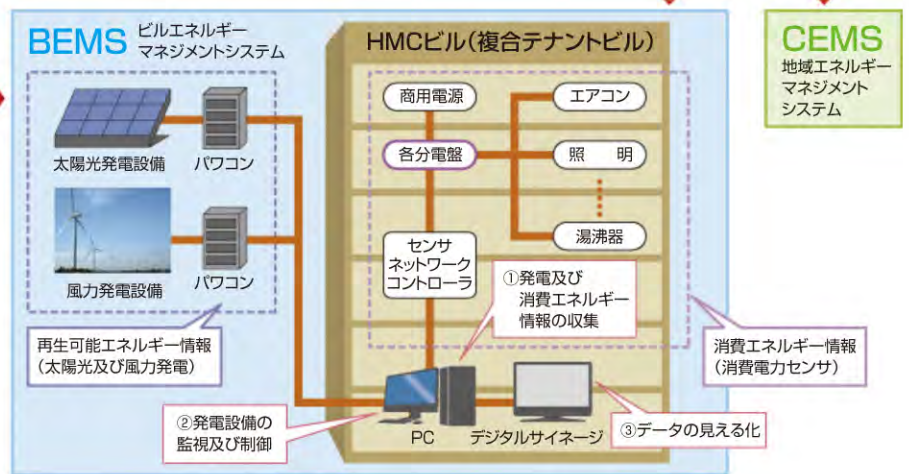 BEMS ビルエネルギー
マネジメントシステム
太陽光発電設備
パワコン
風力発電設備
パワコン
再生可能エネルギー情報
(太陽光及び風力発電)
HMCビル(複合テナントビル)
商用電源
エアコン
各分電盤
照　明
湯沸器
センサ
ネットワーク
コントローラ
①発電及び
消費エネルギー
情報の収集
②発電設備の
監視及び制御
PC
デジタルサイネージ
③データの見える化
消費エネルギー情報
(消費電力センサ)
CEMS
地域エネルギー
マネジメント
システム